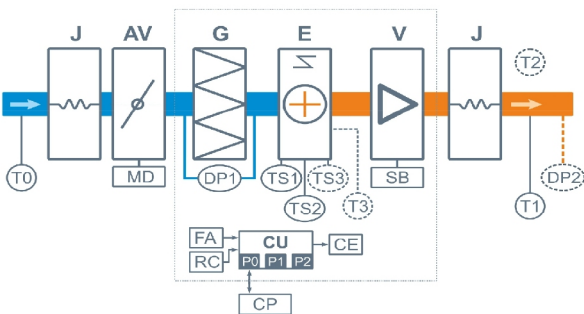 J AV G E V J
T2
T0 MD DP1 TS1 TS3 SB DP2
TS2 T3 T1
FA CU CE
RC P0 P1 P2
CP